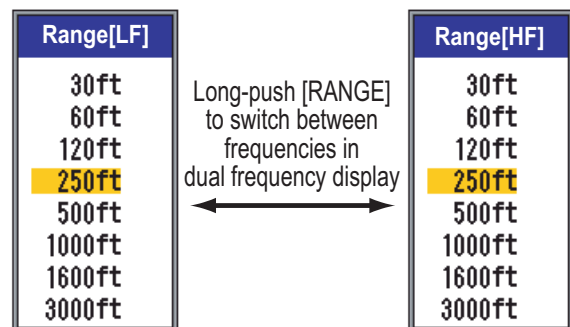 Range[LF]
30ft
60ft
120ft
250ft
500ft
1000ft
1600ft
3000ft
Long-push [RANGE]
to switch between
frequencies in
dual frequency display
Range[HF]
30ft
60ft
120ft
250ft
500ft
1000ft
1600ft
3000ft